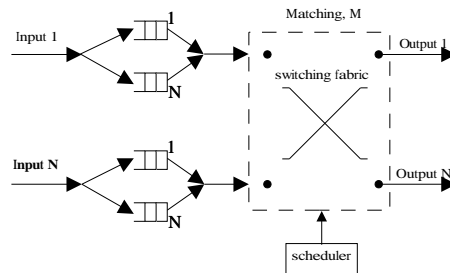 Matching, M
Input 1
1
N
Output 1
switching fabric
Input N
1
N
Output N
scheduler